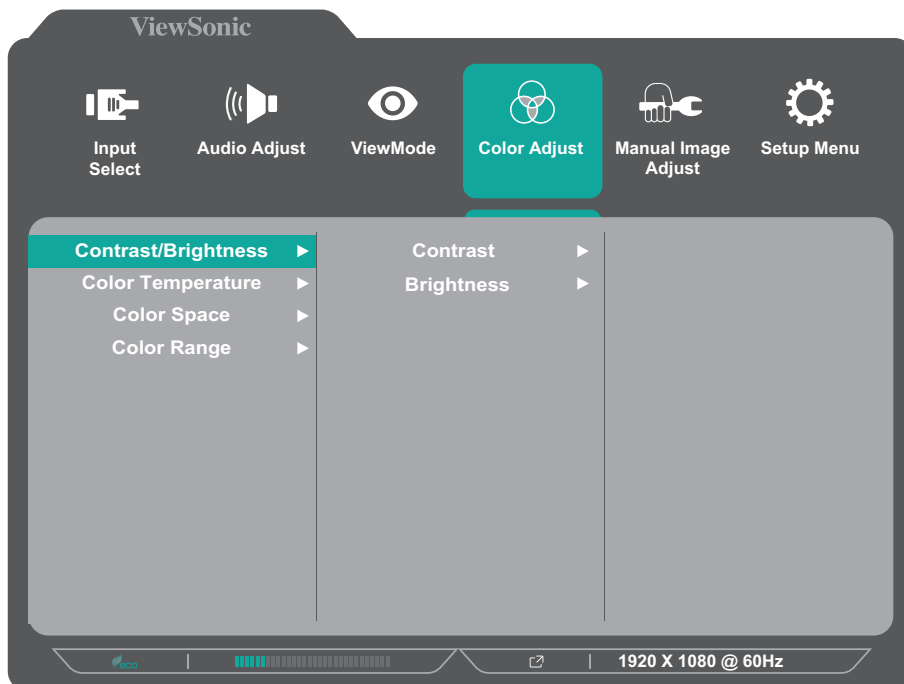 ViewSonic
Input
Select
Audio Adjust
ViewMode
Color Adjust
Manual Image
Adjust
Setup Menu
Contrast/Brightness
Color Temperature
Color Space
Color Range
Contrast
Brightness
eco
1920 X 1080 @ 60Hz